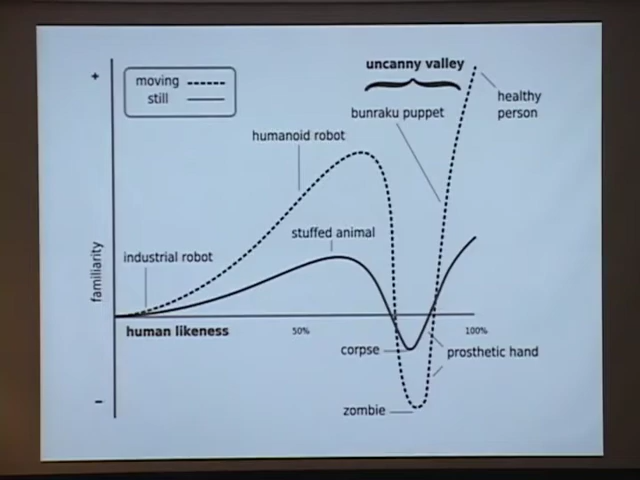 uncanny valley
+
moving
still
healthy
person
bunraku puppet
humanoid robot
stuffed animal
industrial robot
familiarity
human likeness
50%
100%
corpse
prosthetic hand
−
zombie